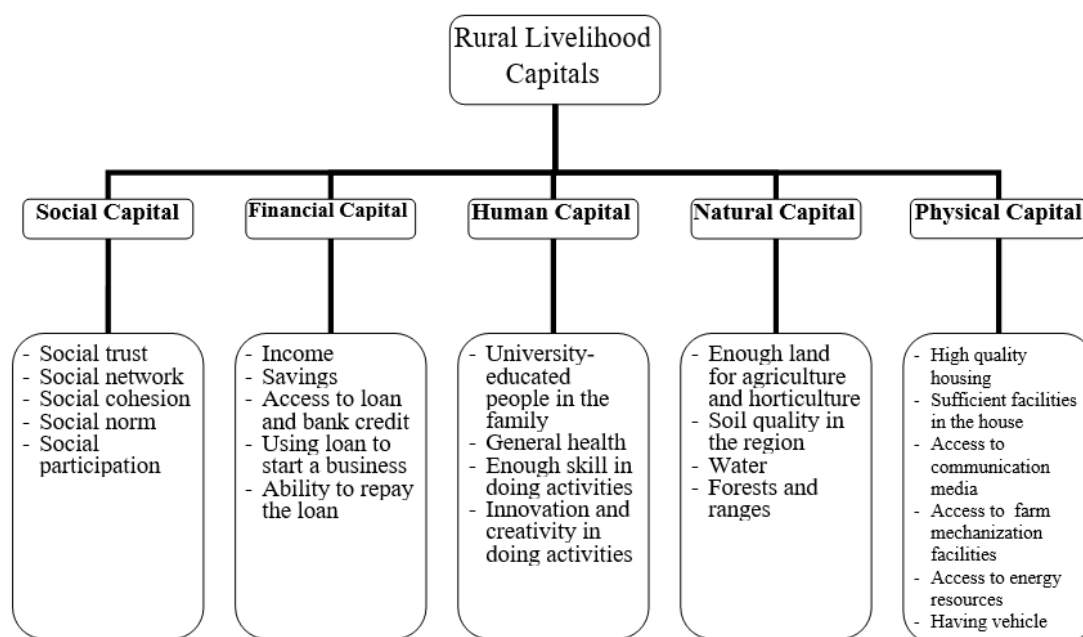 Rural Livelihood
Capitals
Social Capital
Financial Capital
Human Capital
Natural Capital
Physical Capital
- Social trust
- Social network
- Social cohesion
- Social norm
- Social
participation
- Income
- Savings
- Access to loan
and bank credit
- Using loan to
start a business
- Ability to repay
the loan
- University-
educated
people in the
family
- General health
- Enough skill in
doing activities
- Innovation and
creativity in
doing activities
- Enough land
for agriculture
and horticulture
- Soil quality in
the region
- Water
- Forests and
ranges
- High quality
housing
- Sufficient facilities
in the house
- Access to
communication
media
- Access to farm
mechanization
facilities
- Access to energy
resources
- Having vehicle